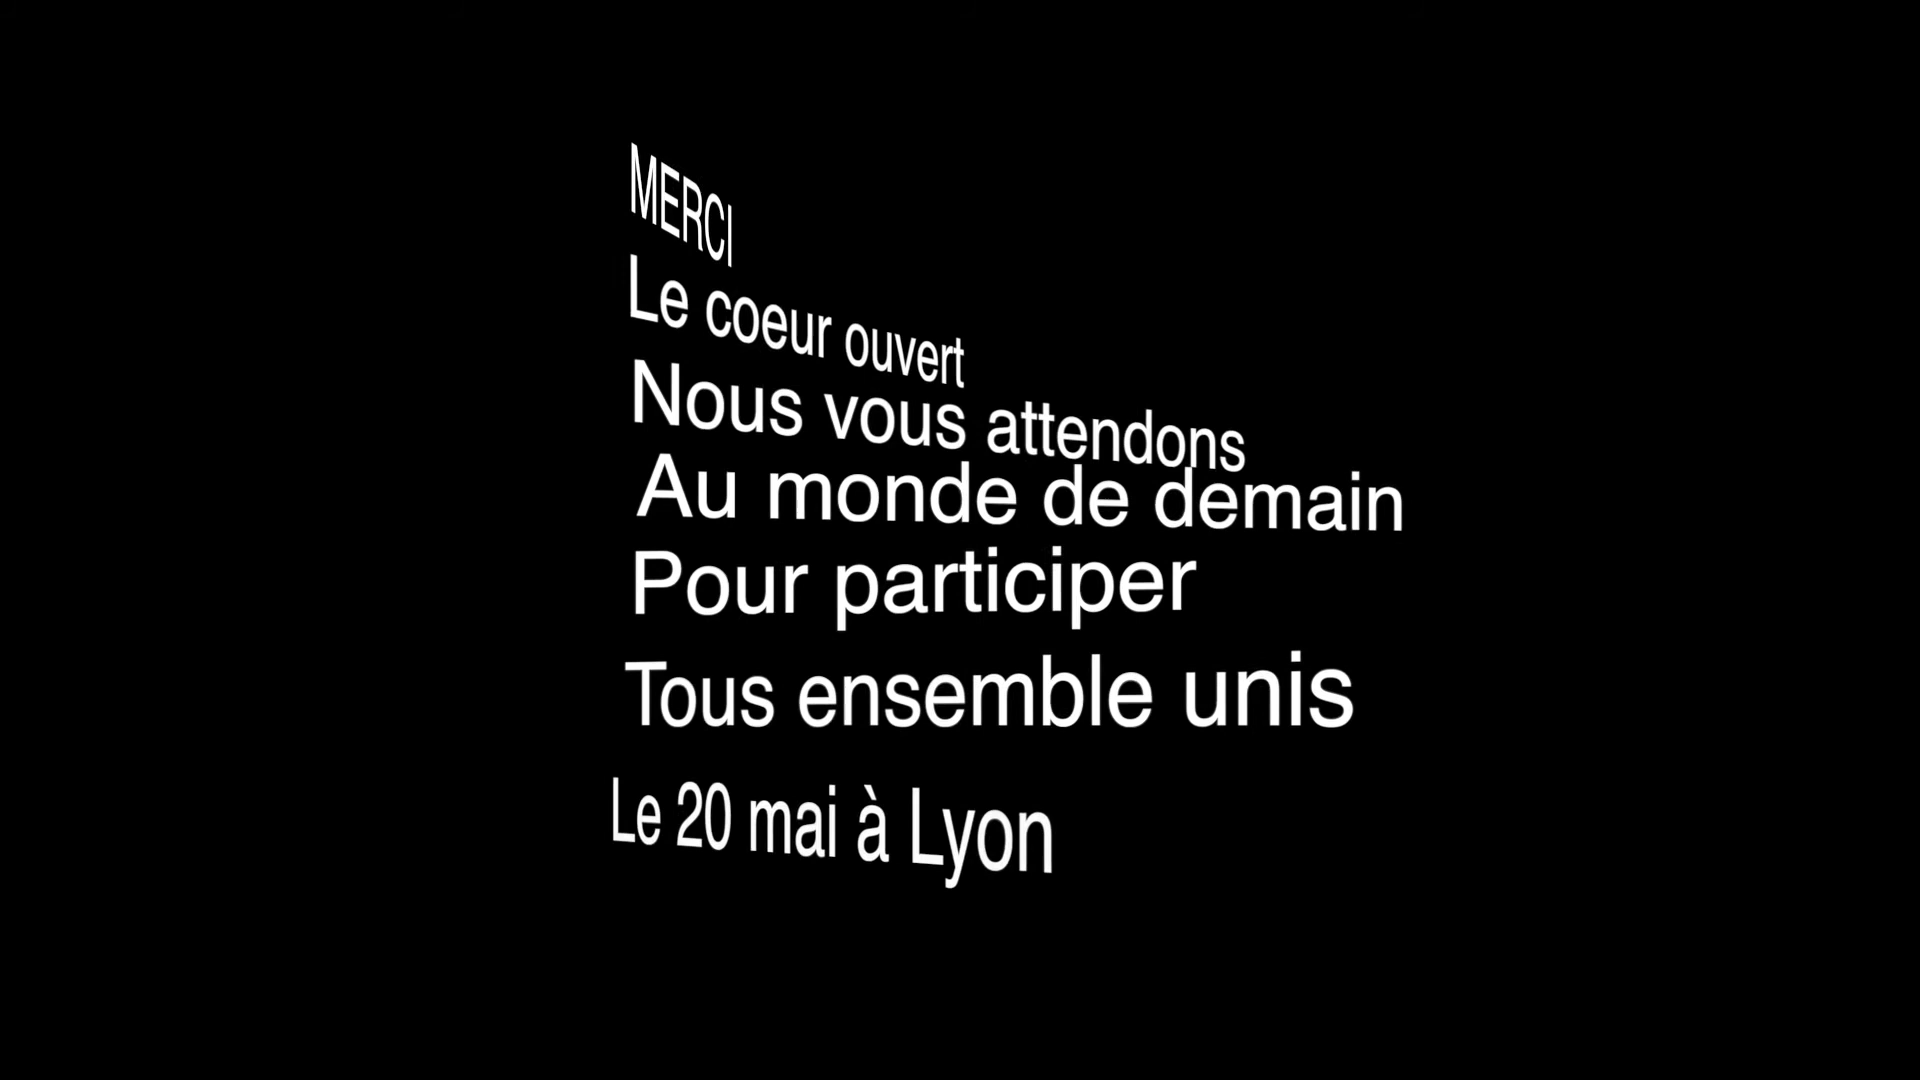 MERCI
Le coeur ouvert
Nous vous attendons
Au monde de demain
Pour participer
Tous ensemble unis
Le 20 mai à Lyon